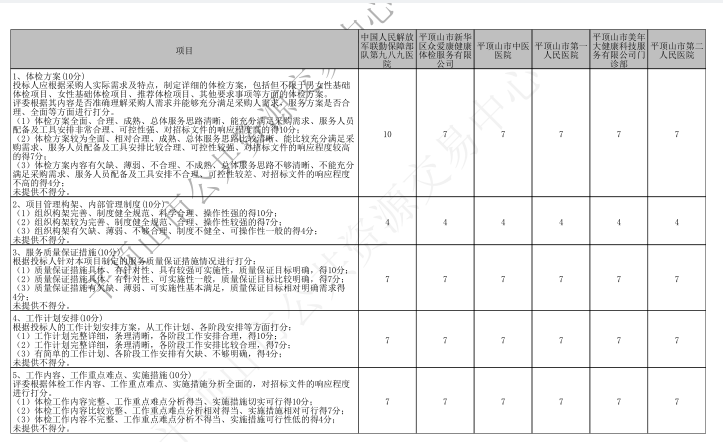 项目
中国人民解放军联勤保障部队第九八九医院
平顶山市新华区众爱康健康体检服务有限公司
平顶山市中医医院
平顶山市第一人民医院
平顶山市美年大健康科技服务有限公司门诊部
平顶山市第二人民医院
1、体检方案(10分)
投标人应根据采购人实际需求及特点，制定详细的体检方案，包括但不限于男女性基础
体检项目、女性基础体检项目、推荐体检项目、其他要求事项等方面的体检方案。
评委根据其内容是否准确理解采购人需求并能够充分满足采购人需求，服务方案是否合
理、全面等方面进行打分。
（1）体检方案全面、合理、成熟、总体服务思路清晰、能充分满足采购需求、服务人员
配备及工具安排非常合理、可控性强、对招标文件的响应程度高的得10分；
（2）体检方案较为全面、相对合理、成熟、总体服务思路比较清晰、能比较充分满足采
购需求、服务人员配备及工具安排比较合理、可控性较强、对招标文件的响应程度较高
的得7分；
（3）体检方案内容有欠缺、薄弱、不合理、不成熟、总体服务思路不够清晰、不能充分
满足采购需求、服务人员配备及工具安排不合理、可控性较差、对招标文件的响应程度
不高的得4分；
未提供不得分。
10 7 7 7 7 7
2、项目管理构架、内部管理制度(10分)
（1）组织构架完善、制度健全规范、科学合理、操作性强的得10分；
（2）组织构架较为完善、制度健全规范、合理、操作性较强的得7分；
（3）组织构架有欠缺、薄弱、不够合理、制度不健全、可操作性一般的得4分；
未提供不得分。
4 4 4 4 4 4
3、服务质量保证措施(10分)
根据投标人针对本项目制定的服务质量保证措施情况进行打分：
（1）质量保证措施具体、有针对性、具有较强可实施性，质量保证目标明确，得10分；
（2）质量保证措施具体、有针对性、可实施性一般，质量保证目标比较明确，得7分；
（3）质量保证措施有欠缺、薄弱、可实施性基本满足，质量保证目标相对明确需求得
4分；
未提供不得分。
7 7 7 7 7 7
4、工作计划安排(10分)
根据投标人的工作计划安排方案，从工作计划、各阶段安排等方面打分：
（1）工作计划完整详细，条理清晰，各阶段工作安排合理，得10分；
（2）工作计划完整详细，条理清晰，各阶段工作安排比较合理，得7分；
（3）有简单的工作计划、各阶段工作安排有欠缺、不够明确，得4分；
未提供不得分。
7 7 7 7 7 7
5、工作内容、工作重点难点、实施措施(10分)
评委根据体检工作内容、工作重点难点、实施措施分析全面的，对招标文件的响应程度
进行打分。
（1）体检工作内容完整、工作重点难点分析得当、实施措施切实可行得10分；
（2）体检工作内容比较完整、工作重点难点分析相对得当、实施措施相对可行得7分；
（3）体检工作内容不完整、工作重点难点分析不得当、实施措施可行性低的得4分；
未提供不得分。
7 7 7 7 7 7